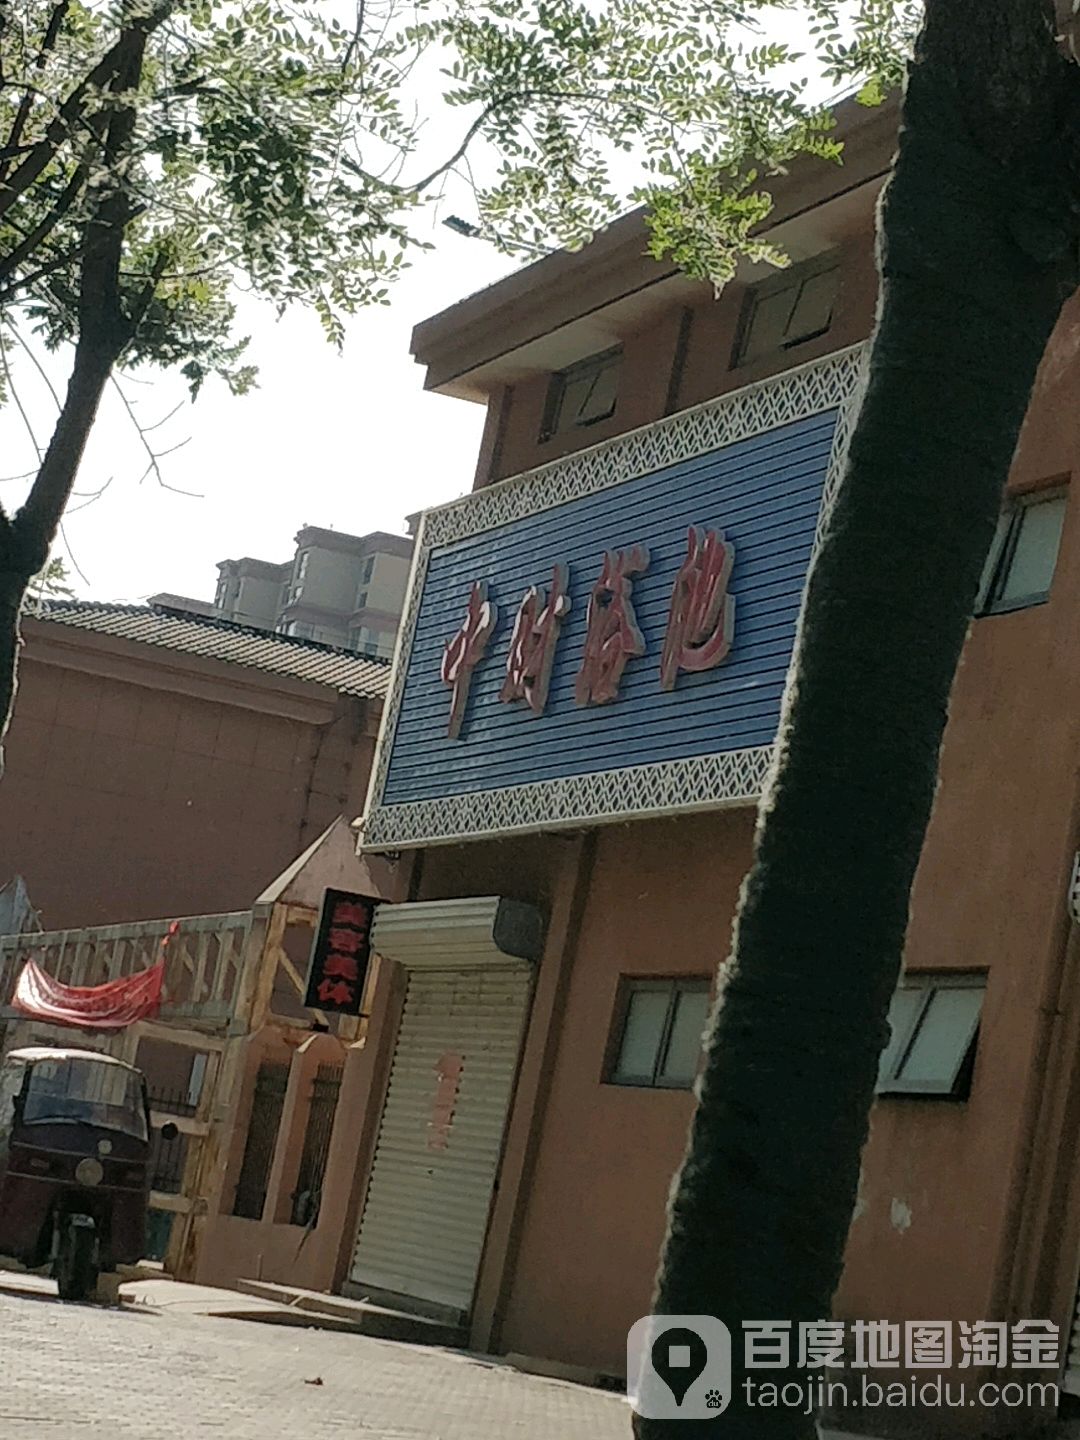 中财浴池
美容美体
百度地图淘金
taojin.baidu.com